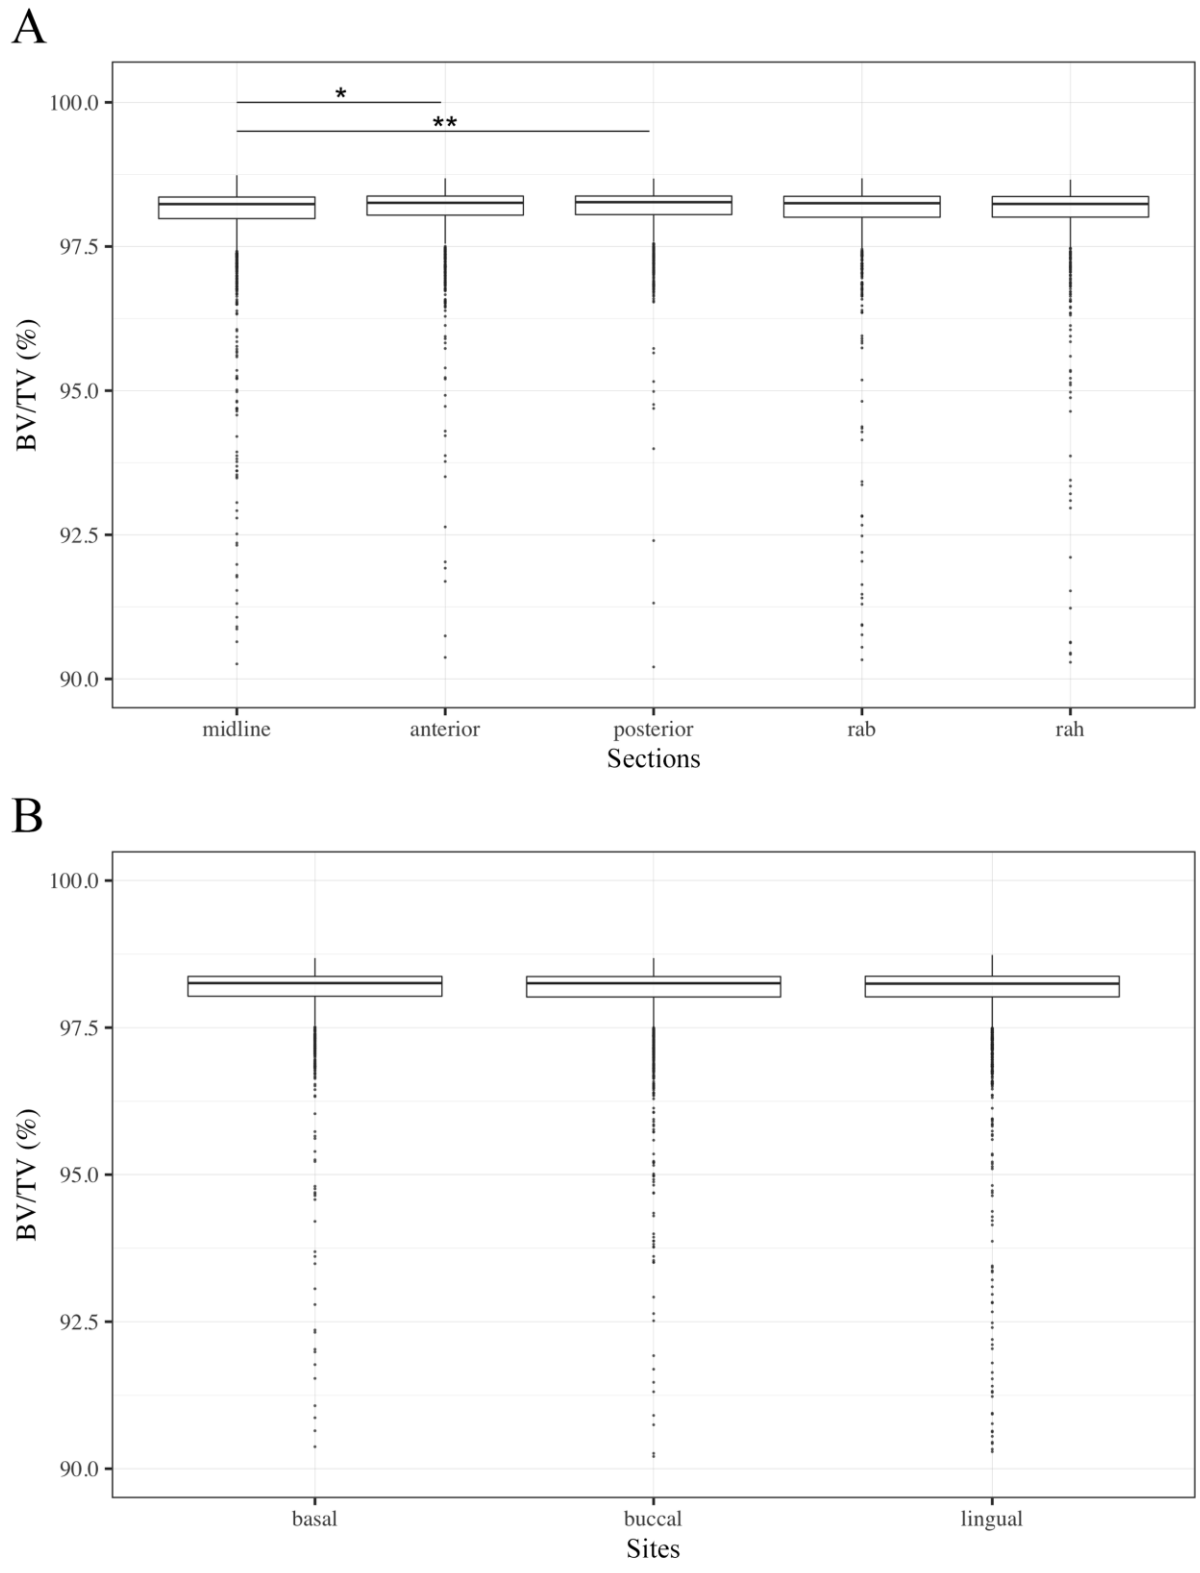 A
*
**
100.0
97.5
95.0
92.5
90.0
BV/TV (%)
midline anterior posterior rab rah
Sections
B
100.0
97.5
95.0
92.5
90.0
BV/TV (%)
basal buccal lingual
Sites